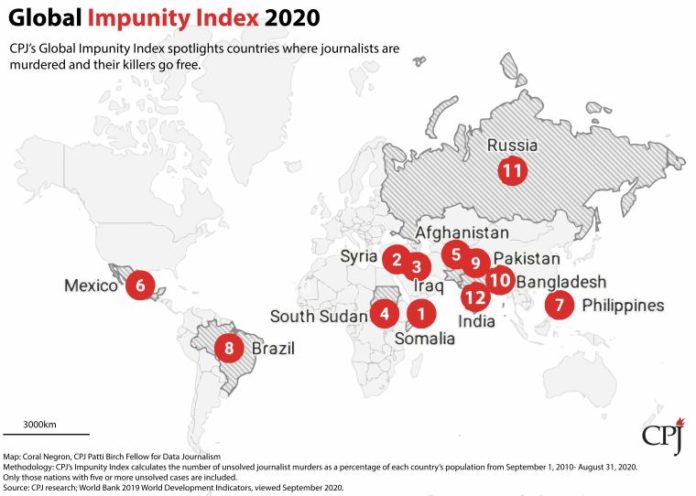 Global Impunity Index 2020
CPJ's Global Impunity Index spotlights countries where journalists are
murdered and their killers go free.
Russia
11
Afghanistan
5
Syria
2
3
9
Pakistan
Iraq
10
Bangladesh
Mexico
6
12
India
7
Philippines
South Sudan
4
1
Somalia
8
Brazil
3000km
CPJ
Map: Coral Negron, CPJ Patti Birch Fellow for Data Journalism
Methodology: CPJ's Impunity Index calculates the number of unsolved journalist murders as a percentage of each country's population from September 1, 2010- August 31, 2020.
Only those nations with five or more unsolved cases are included.
Source: CPJ research; World Bank 2019 World Development Indicators, viewed September 2020.